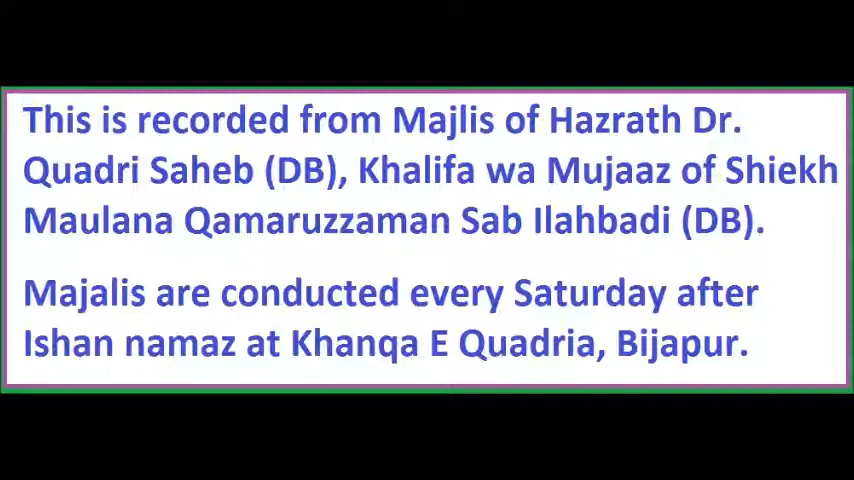 This is recorded from Majlis of Hazrath Dr.
Quadri Saheb (DB), Khalifa wa Mujaaz of Shiekh
Maulana Qamaruzzaman Sab Ilahbadi (DB).
Majalis are conducted every Saturday after
Ishan namaz at Khanqa E Quadria, Bijapur.